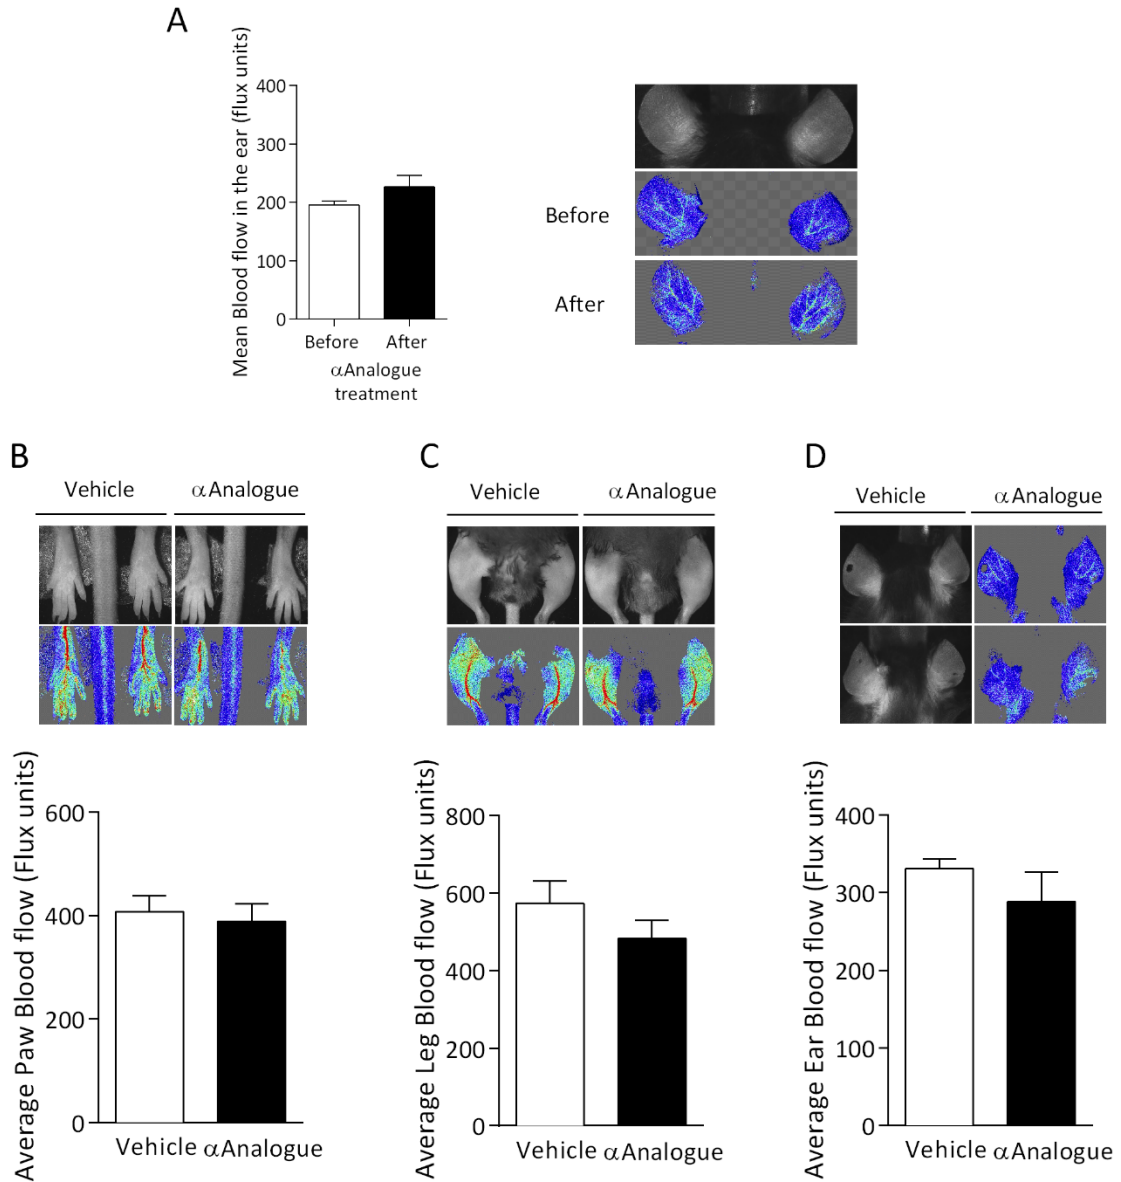 A
Mean Blood flow in the ear (flux units)
400
300
200
100
0
Before
After
αAnalogue
treatment
Before
After
B
Vehicle
αAnalogue
Average Paw Blood flow (Flux units)
600
400
200
0
Vehicle
αAnalogue
C
Vehicle
αAnalogue
Average Leg Blood flow (Flux units)
800
600
400
200
0
Vehicle
αAnalogue
D
Vehicle
αAnalogue
Average Ear Blood flow (Flux units)
400
300
200
100
0
Vehicle
αAnalogue